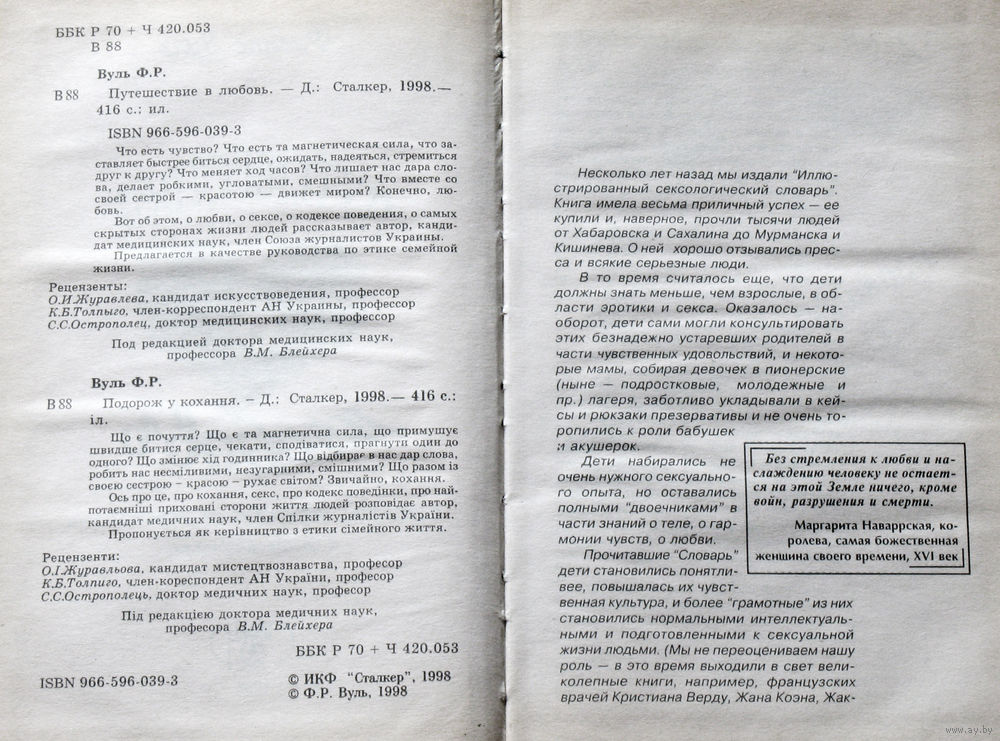 ББК Р 70 + Ч 420.053
В 88
Вуль Ф.Р.
В 88 Путешествие в любовь. — Д.: Сталкер, 1998.—
416 с.: ил.
ISBN 966-596-039-3
Что есть чувство? Что есть та магнетическая сила, что за-
ставляет быстрее биться сердце, ожидать, надеяться, стремиться
друг к другу? Что меняет ход часов? Что лишает нас дара сло-
ва, делает робкими, угловатыми, смешными? Что вместе со
своей сестрой — красотою — движет миром? Конечно, лю-
бовь.
Вот об этом, о любви, о сексе, о кодексе поведения, о самых
скрытых сторонах жизни людей рассказывает автор, канди-
дат медицинских наук, член Союза журналистов Украины.
Предлагается в качестве руководства по этике семейной
жизни.
Рецензенты:
О.И.Журавлева, кандидат искусствоведения, профессор
К.Б.Толпыго, член-корреспондент АН Украины, профессор
С.С.Острополец, доктор медицинских наук, профессор
Под редакцией доктора медицинских наук,
профессора В.М. Блейхера
Вуль Ф.Р.
В 88 Подорож у кохання. – Д.: Сталкер, 1998.— 416 с.:
іл.
Що є почуття? Що є та магнетична сила, що примушує
швидше битися серце, чекати, сподіватися, прагнути один до
одного? Що змінює хід годинника? Що відбирає в нас дар слова,
робить нас несміливими, незугарними, смішними? Що разом із
своєю сестрою – красою – рухає світом? Звичайно, кохання.
Ось про це, про кохання, секс, про кодекс поведінки, про най-
потаємніші приховані сторони життя людей розповідає автор,
кандидат медичних наук, член Спілки журналістів України.
Пропонується як керівництво з етики сімейного життя.
Рецензенти:
О.І.Журавльова, кандидат мистецтвознавства, професор
К.Б.Толпиго, член-кореспондент АН України, професор
С.С.Острополець, доктор медичних наук, професор
Під редакцією доктора медичних наук,
професора В.М. Блейхера
ББК Р 70 + Ч 420.053
ISBN 966-596-039-3
© ИКФ "Сталкер", 1998
© Ф.Р. Вуль, 1998
Несколько лет назад мы издали "Иллю-
стрированный сексологический словарь".
Книга имела весьма приличный успех — ее
купили и, наверное, прочли тысячи людей
от Хабаровска и Сахалина до Мурманска и
Кишинева. О ней хорошо отзывались прес-
са и всякие серьезные люди.
В то время считалось еще, что дети
должны знать меньше, чем взрослые, в об-
ласти эротики и секса. Оказалось — на-
оборот, дети сами могли консультировать
этих безнадежно устаревших родителей в
части чувственных удовольствий, и некото-
рые мамы, собирая девочек в пионерские
(ныне — подростковые, молодежные и
пр.) лагеря, заботливо укладывали в кей-
сы и рюкзаки презервативы и не очень то-
ропились к роли бабушек
и акушерок.
Дети набирались не
очень нужного сексуально-
го опыта, но оставались
полными "двоечниками" в
части знаний о теле, о гар-
монии чувств, о любви.
Прочитавшие "Словарь"
дети становились понятли-
вее, повышалась их чувст-
венная культура, и более "грамотные" из них
становились нормальными интеллектуаль-
ными и подготовленными к сексуальной
жизни людьми. (Мы не переоцениваем нашу
роль — в это время выходили в свет вели-
колепные книги, например, французских
врачей Кристиана Верду, Жана Коэна, Жак-
Без стремления к любви и на-
слаждению человеку не остает-
ся на этой Земле ничего, кроме
войн, разрушения и смерти.
Маргарита Наваррская, ко-
ролева, самая божественная
женщина своего времени, XVI век
www.ay.by